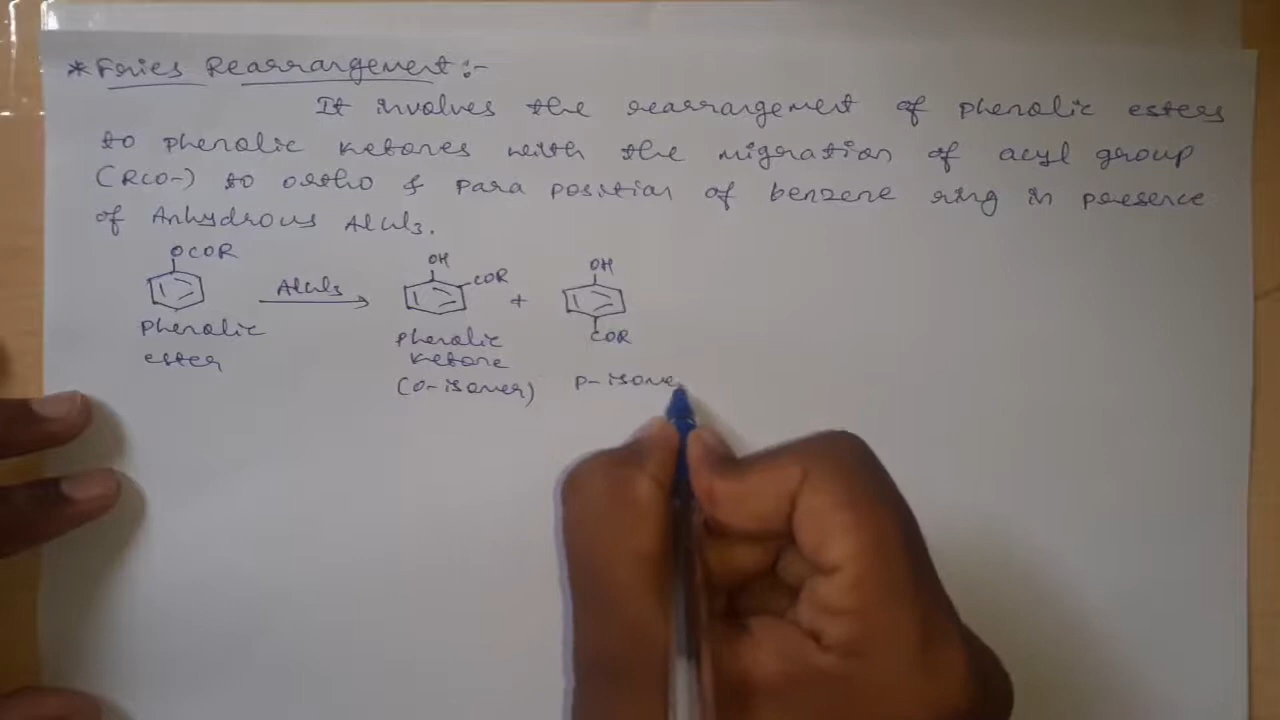 * Fries Rearrangement :-
It involves the rearrangement of phenolic esters
to phenolic ketones with the migration of acyl group
(RCO-) to ortho & para position of benzene ring in presence
of Anhydrous AlCl3.
OCOR
AlCl3
OH
COR
+
OH
COR
phenolic
ester
phenolic
ketone
(o-isomer)
p-isome